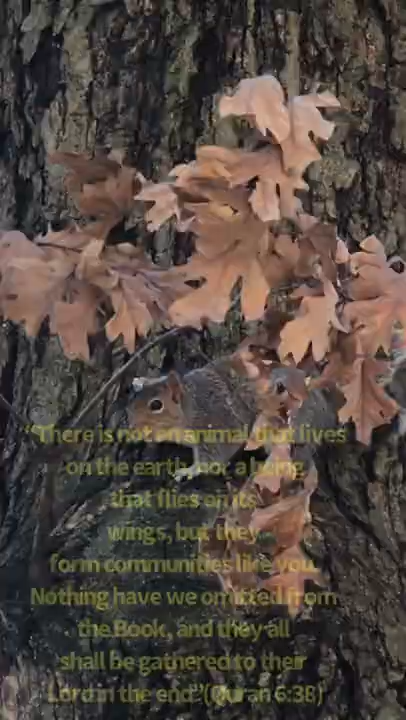 “There is not an animal that lives
on the earth, nor a being
that flies on its
wings, but they
form communities like you.
Nothing have we omitted from
the Book, and they all
shall be gathered to their
Lord in the end.”(Quran 6:38)